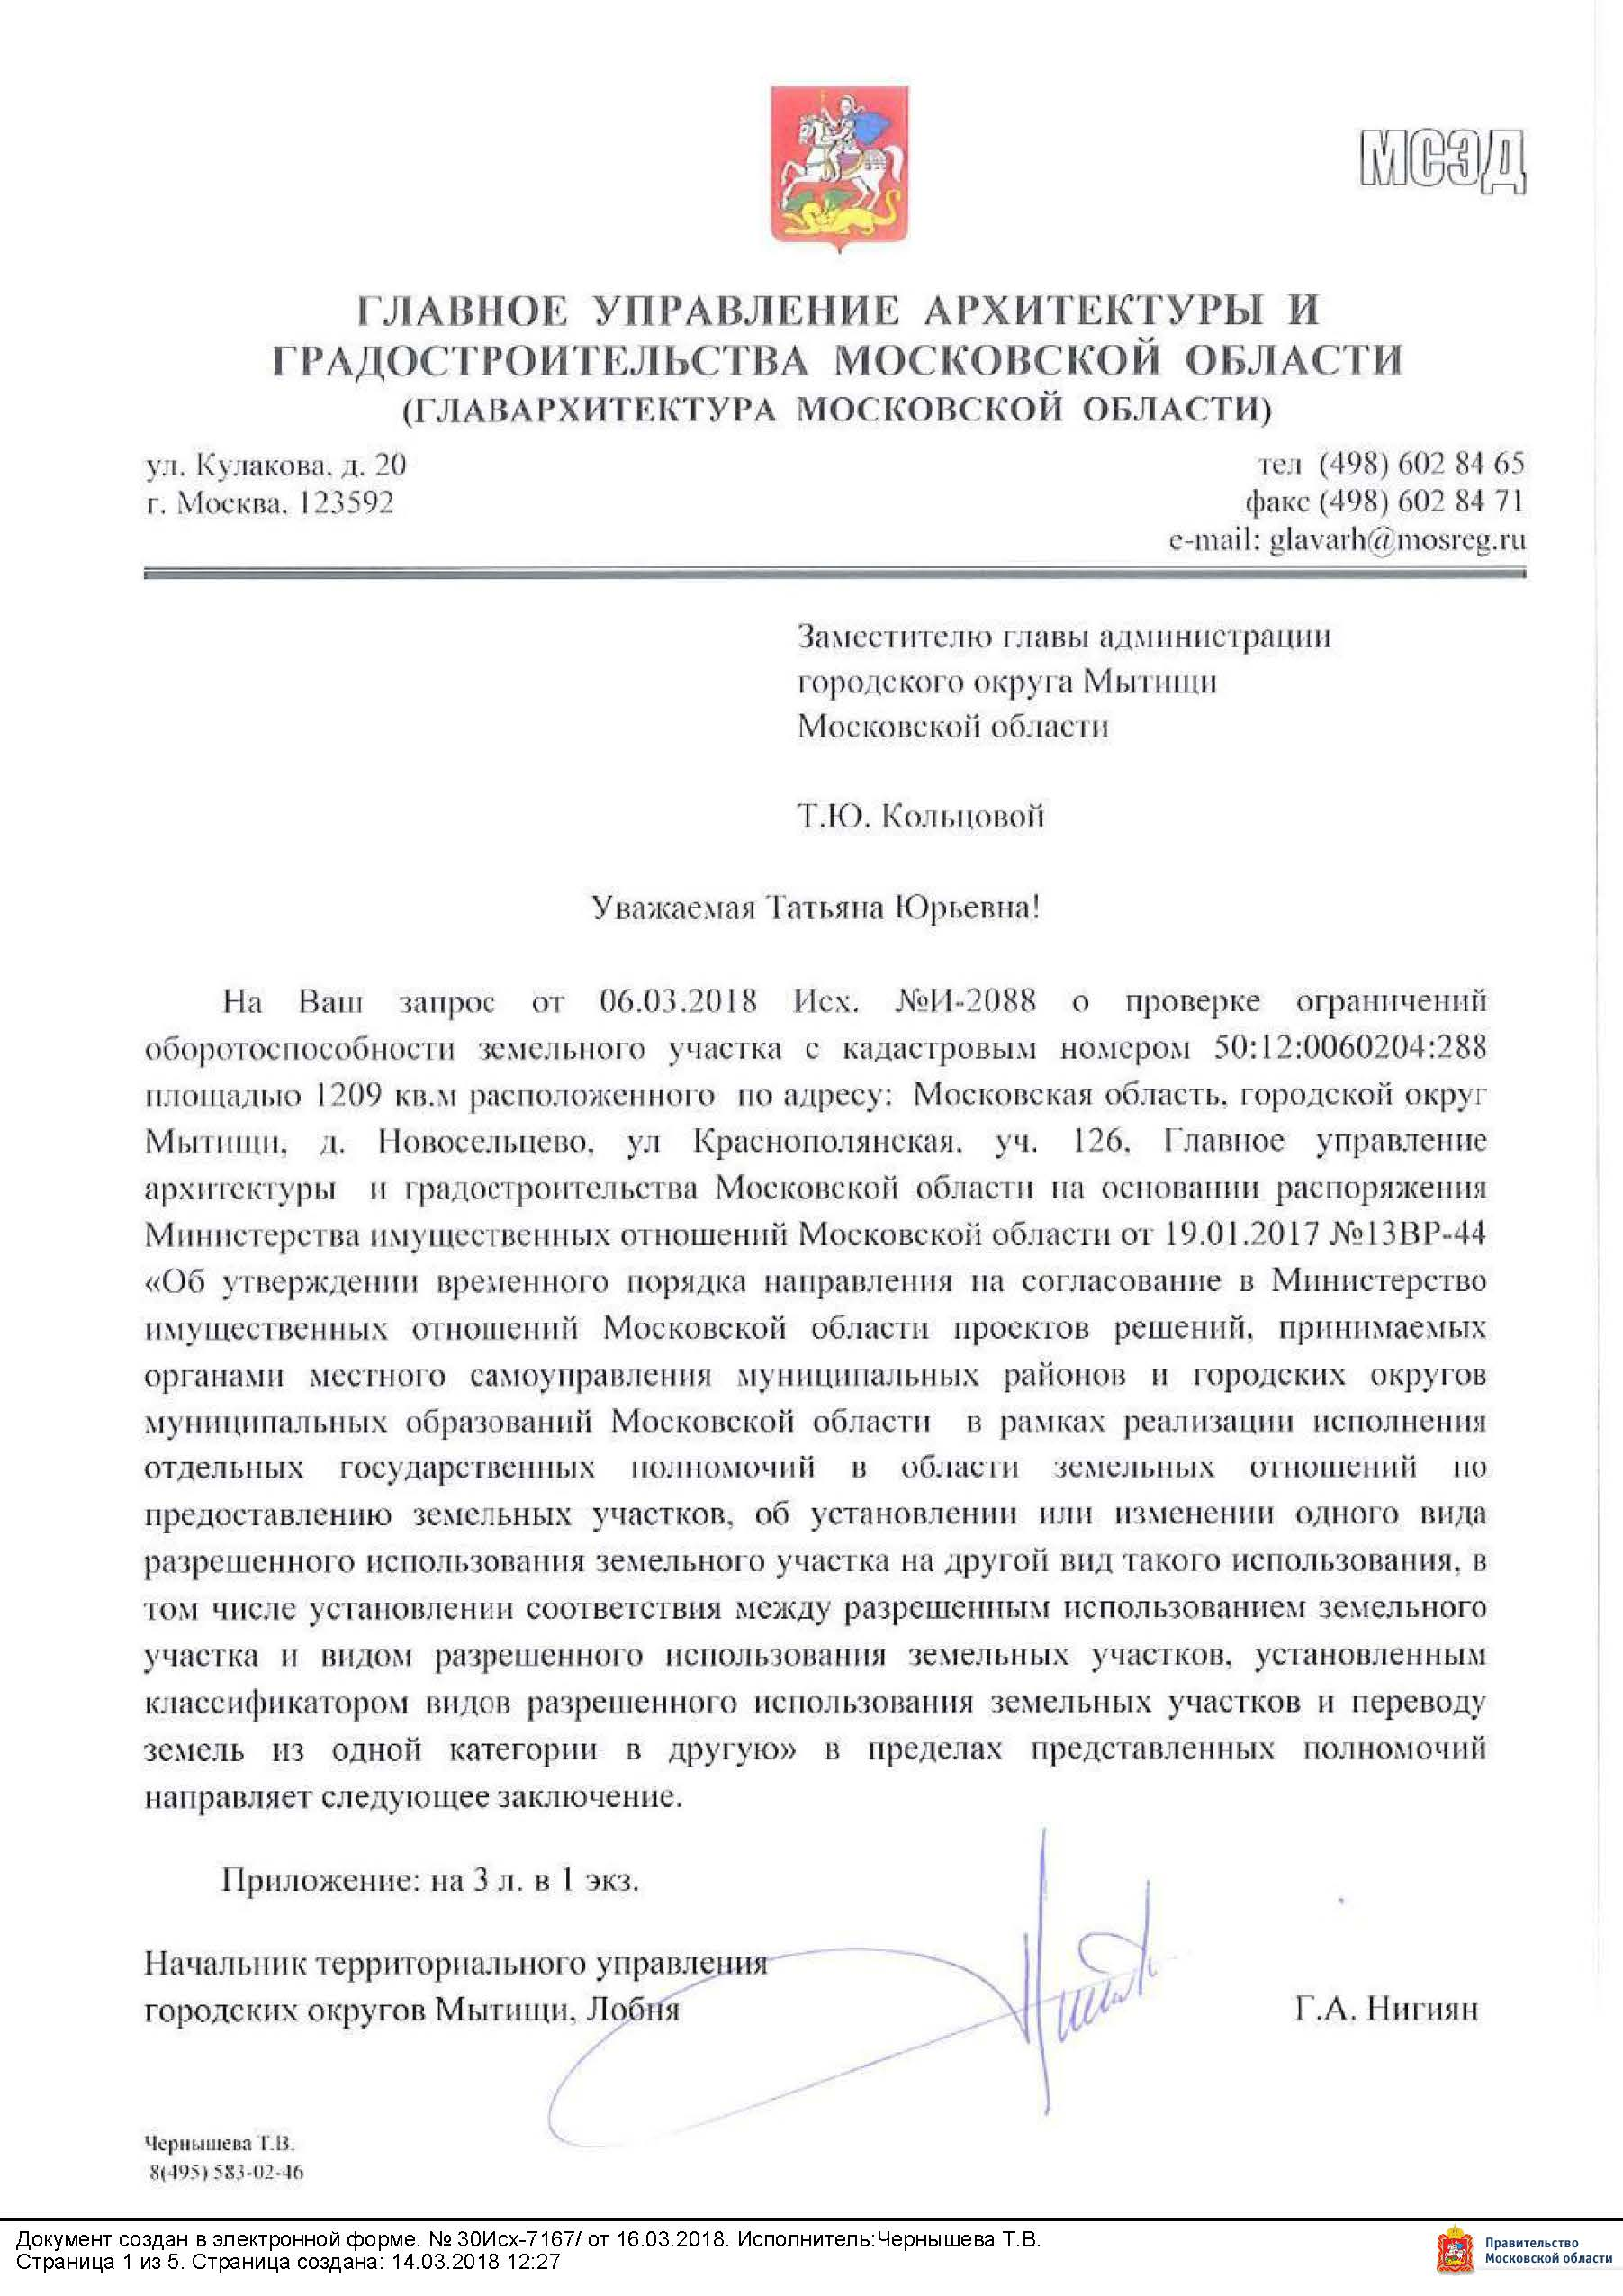 МСЭД
ГЛАВНОЕ УПРАВЛЕНИЕ АРХИТЕКТУРЫ И
ГРАДОСТРОИТЕЛЬСТВА МОСКОВСКОЙ ОБЛАСТИ
(ГЛАВАРХИТЕКТУРА МОСКОВСКОЙ ОБЛАСТИ)
ул. Кулакова, д. 20
г. Москва, 123592
тел (498) 602 84 65
факс (498) 602 84 71
e-mail: glavarh@mosreg.ru
Заместителю главы администрации
городского округа Мытищи
Московской области
Т.Ю. Кольцовой
Уважаемая Татьяна Юрьевна!
На Ваш запрос от 06.03.2018 Исх. №И-2088 о проверке ограничений
оборотоспособности земельного участка с кадастровым номером 50:12:0060204:288
площадью 1209 кв.м расположенного по адресу: Московская область, городской округ
Мытищи, д. Новосельцево, ул Краснополянская, уч. 126, Главное управление
архитектуры и градостроительства Московской области на основании распоряжения
Министерства имущественных отношений Московской области от 19.01.2017 №13ВР-44
«Об утверждении временного порядка направления на согласование в Министерство
имущественных отношений Московской области проектов решений, принимаемых
органами местного самоуправления муниципальных районов и городских округов
муниципальных образований Московской области в рамках реализации исполнения
отдельных государственных полномочий в области земельных отношений по
предоставлению земельных участков, об установлении или изменении одного вида
разрешенного использования земельного участка на другой вид такого использования, в
том числе установлении соответствия между разрешенным использованием земельного
участка и видом разрешенного использования земельных участков, установленным
классификатором видов разрешенного использования земельных участков и переводу
земель из одной категории в другую» в пределах представленных полномочий
направляет следующее заключение.
Приложение: на 3 л. в 1 экз.
Начальник территориального управления
городских округов Мытищи, Лобня
Г.А. Нигиян
Чернышева Т.В.
8(495) 583-02-46
Документ создан в электронной форме. № 30Исх-7167/ от 16.03.2018. Исполнитель:Чернышева Т.В.
Страница 1 из 5. Страница создана: 14.03.2018 12:27
Правительство
Московской области